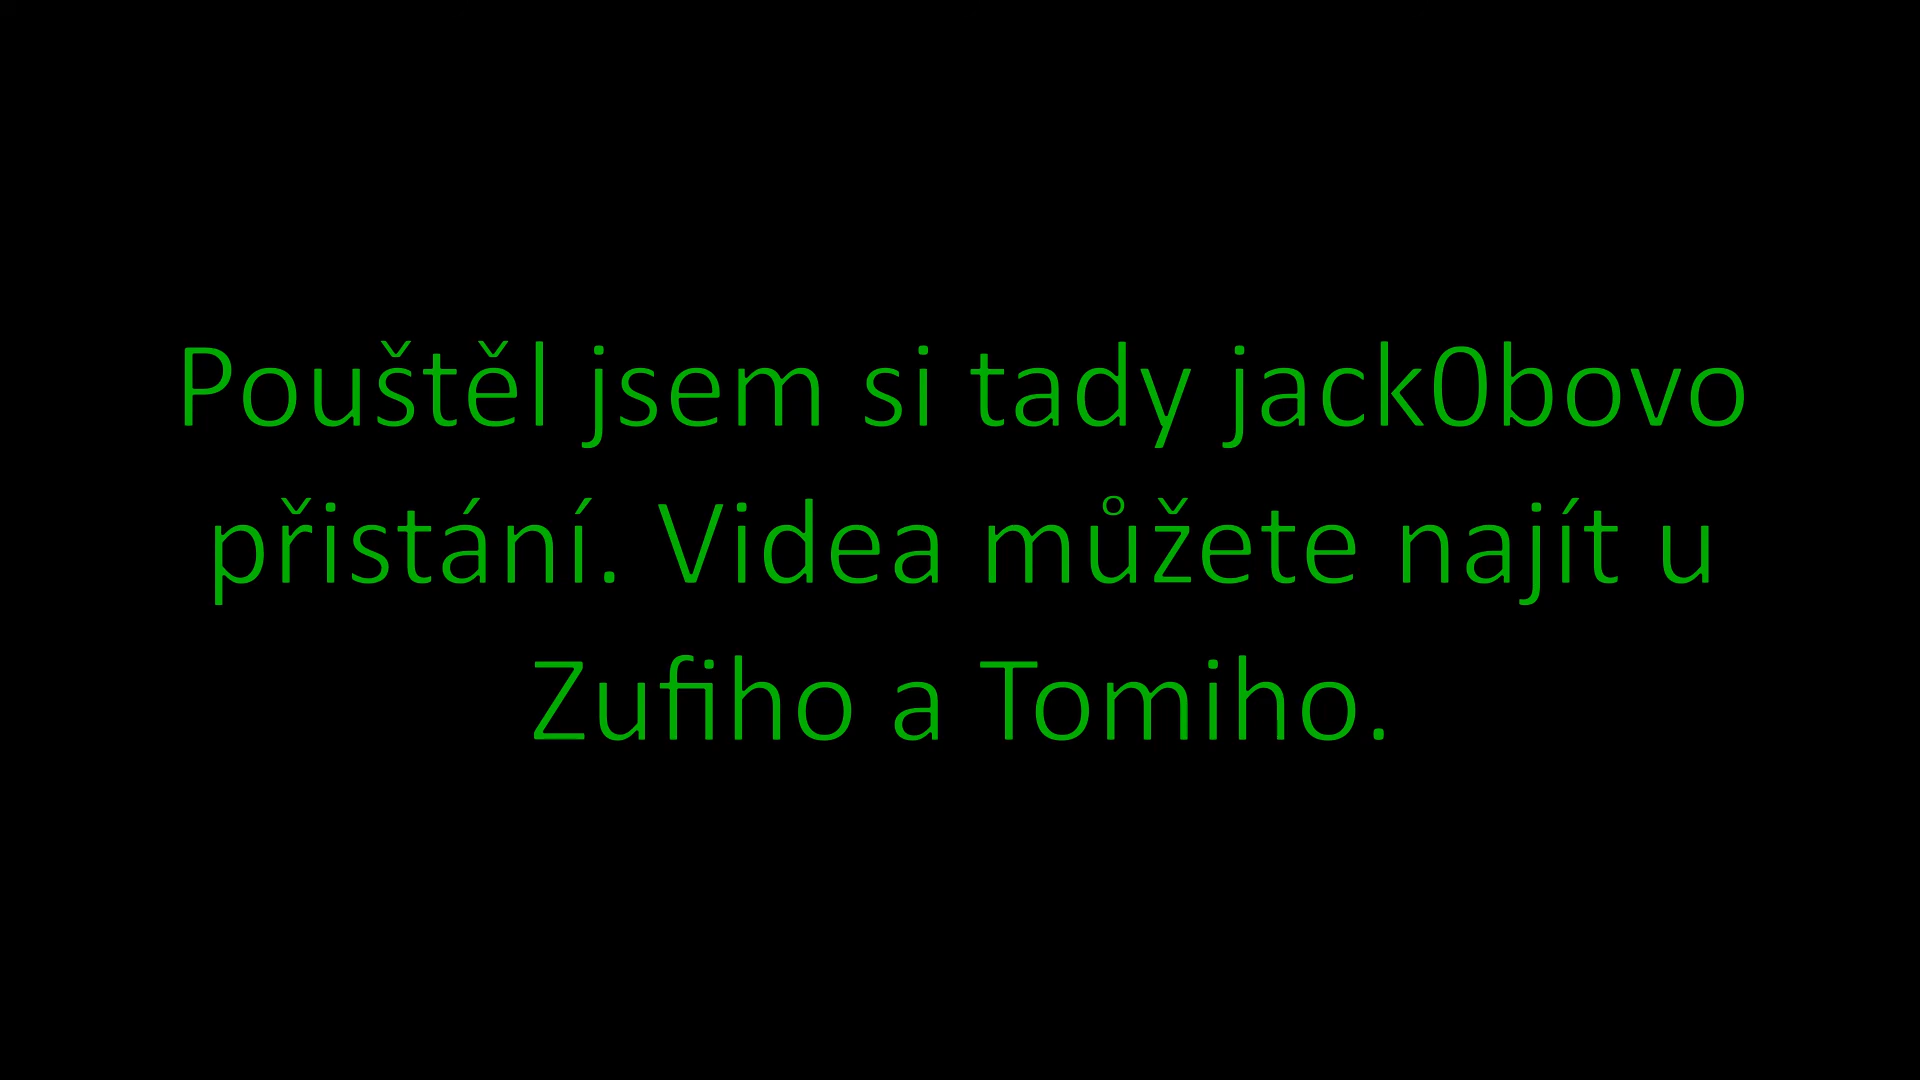 Pouštěl jsem si tady jack0bovo
přistání. Videa můžete najít u
Zufiho a Tomiho.